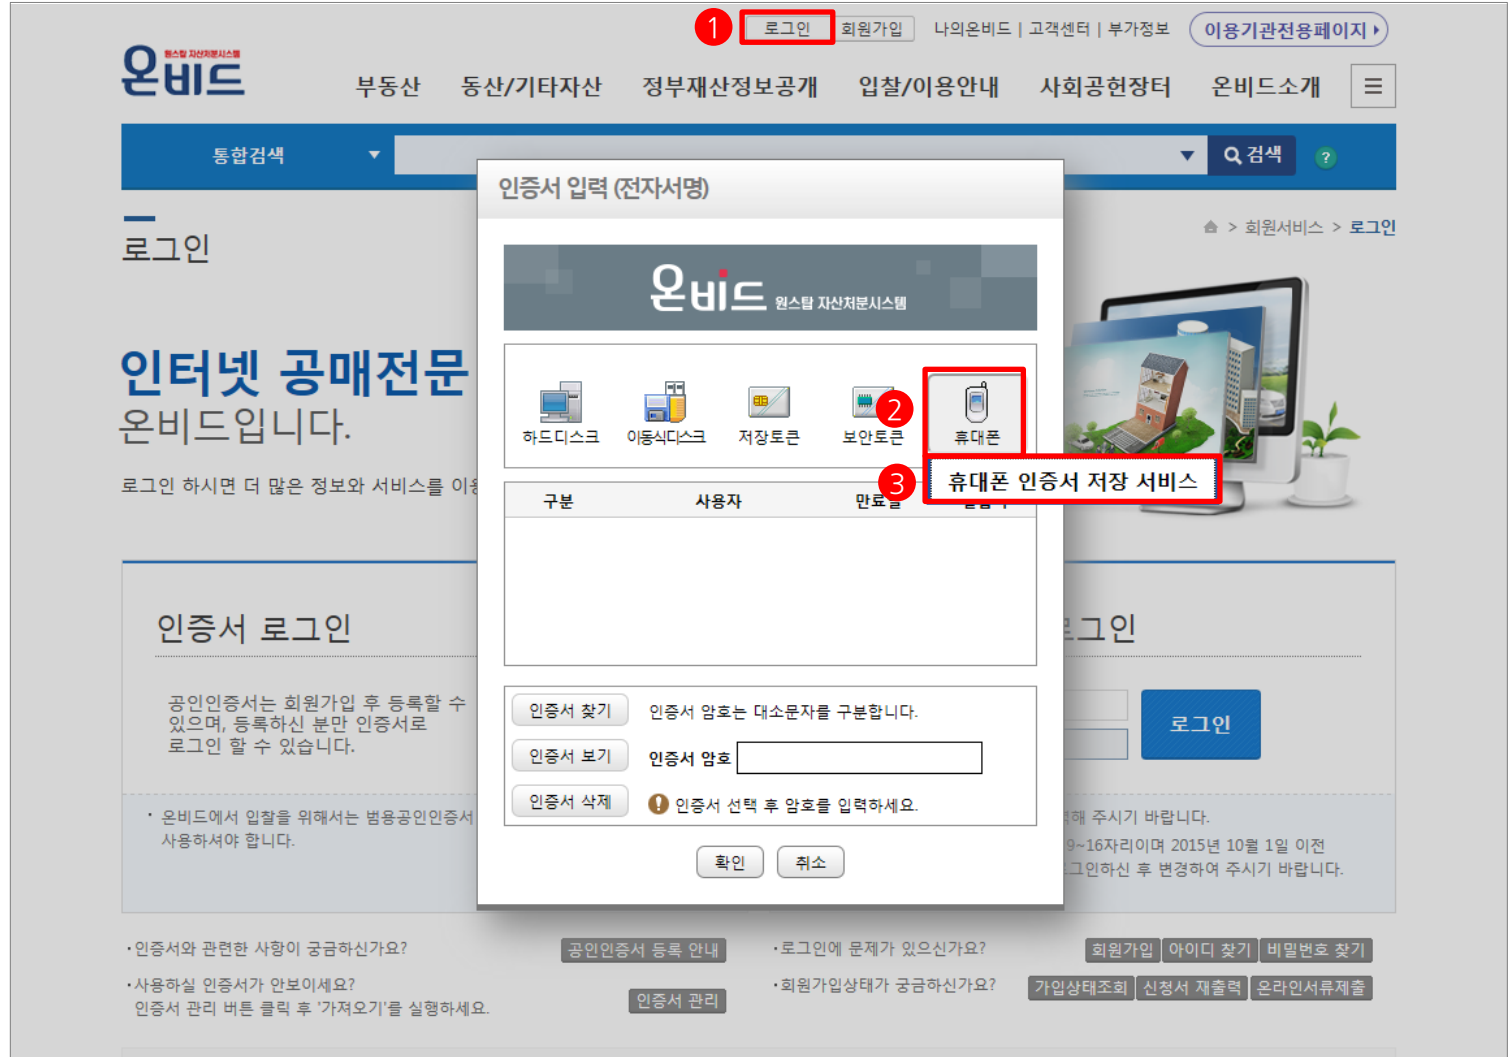 1 로그인 회원가입 나의온비드 | 고객센터 | 부가정보 이용기관전용페이지
원스탑 자산처분시스템
온비드 부동산 동산/기타자산 정부재산정보공개 입찰/이용안내 사회공헌장터 온비드소개
통합검색 검색 ?
인증서 입력 (전자서명)
로그인 > 회원서비스 > 로그인
온비드 원스탑 자산처분시스템
인터넷 공매전문
온비드입니다.
2
하드디스크 이동식디스크 저장토큰 보안토큰 휴대폰
로그인 하시면 더 많은 정보와 서비스를 이용
3 휴대폰 인증서 저장 서비스
구분 사용자
인증서 로그인 로그인
공인인증서는 회원가입 후 등록할 수
있으며, 등록하신 분만 인증서로
로그인 할 수 있습니다.
인증서 찾기 인증서 암호는 대소문자를 구분합니다.
로그인
인증서 보기 인증서 암호
인증서 삭제 인증서 선택 후 암호를 입력하세요.
· 온비드에서 입찰을 위해서는 범용공인인증서
사용하셔야 합니다.
주시기 바랍니다.
9~16자리이며 2015년 10월 1일 이전
로그인하신 후 변경하여 주시기 바랍니다.
확인 취소
·인증서와 관련한 사항이 궁금하신가요? 공인인증서 등록 안내 ·로그인에 문제가 있으신가요? 회원가입 아이디 찾기 비밀번호 찾기
·사용하실 인증서가 안보이세요?
인증서 관리 버튼 클릭 후 '가져오기'를 실행하세요. 인증서 관리 ·회원가입상태가 궁금하신가요? 가입상태조회 신청서 재출력 온라인서류제출